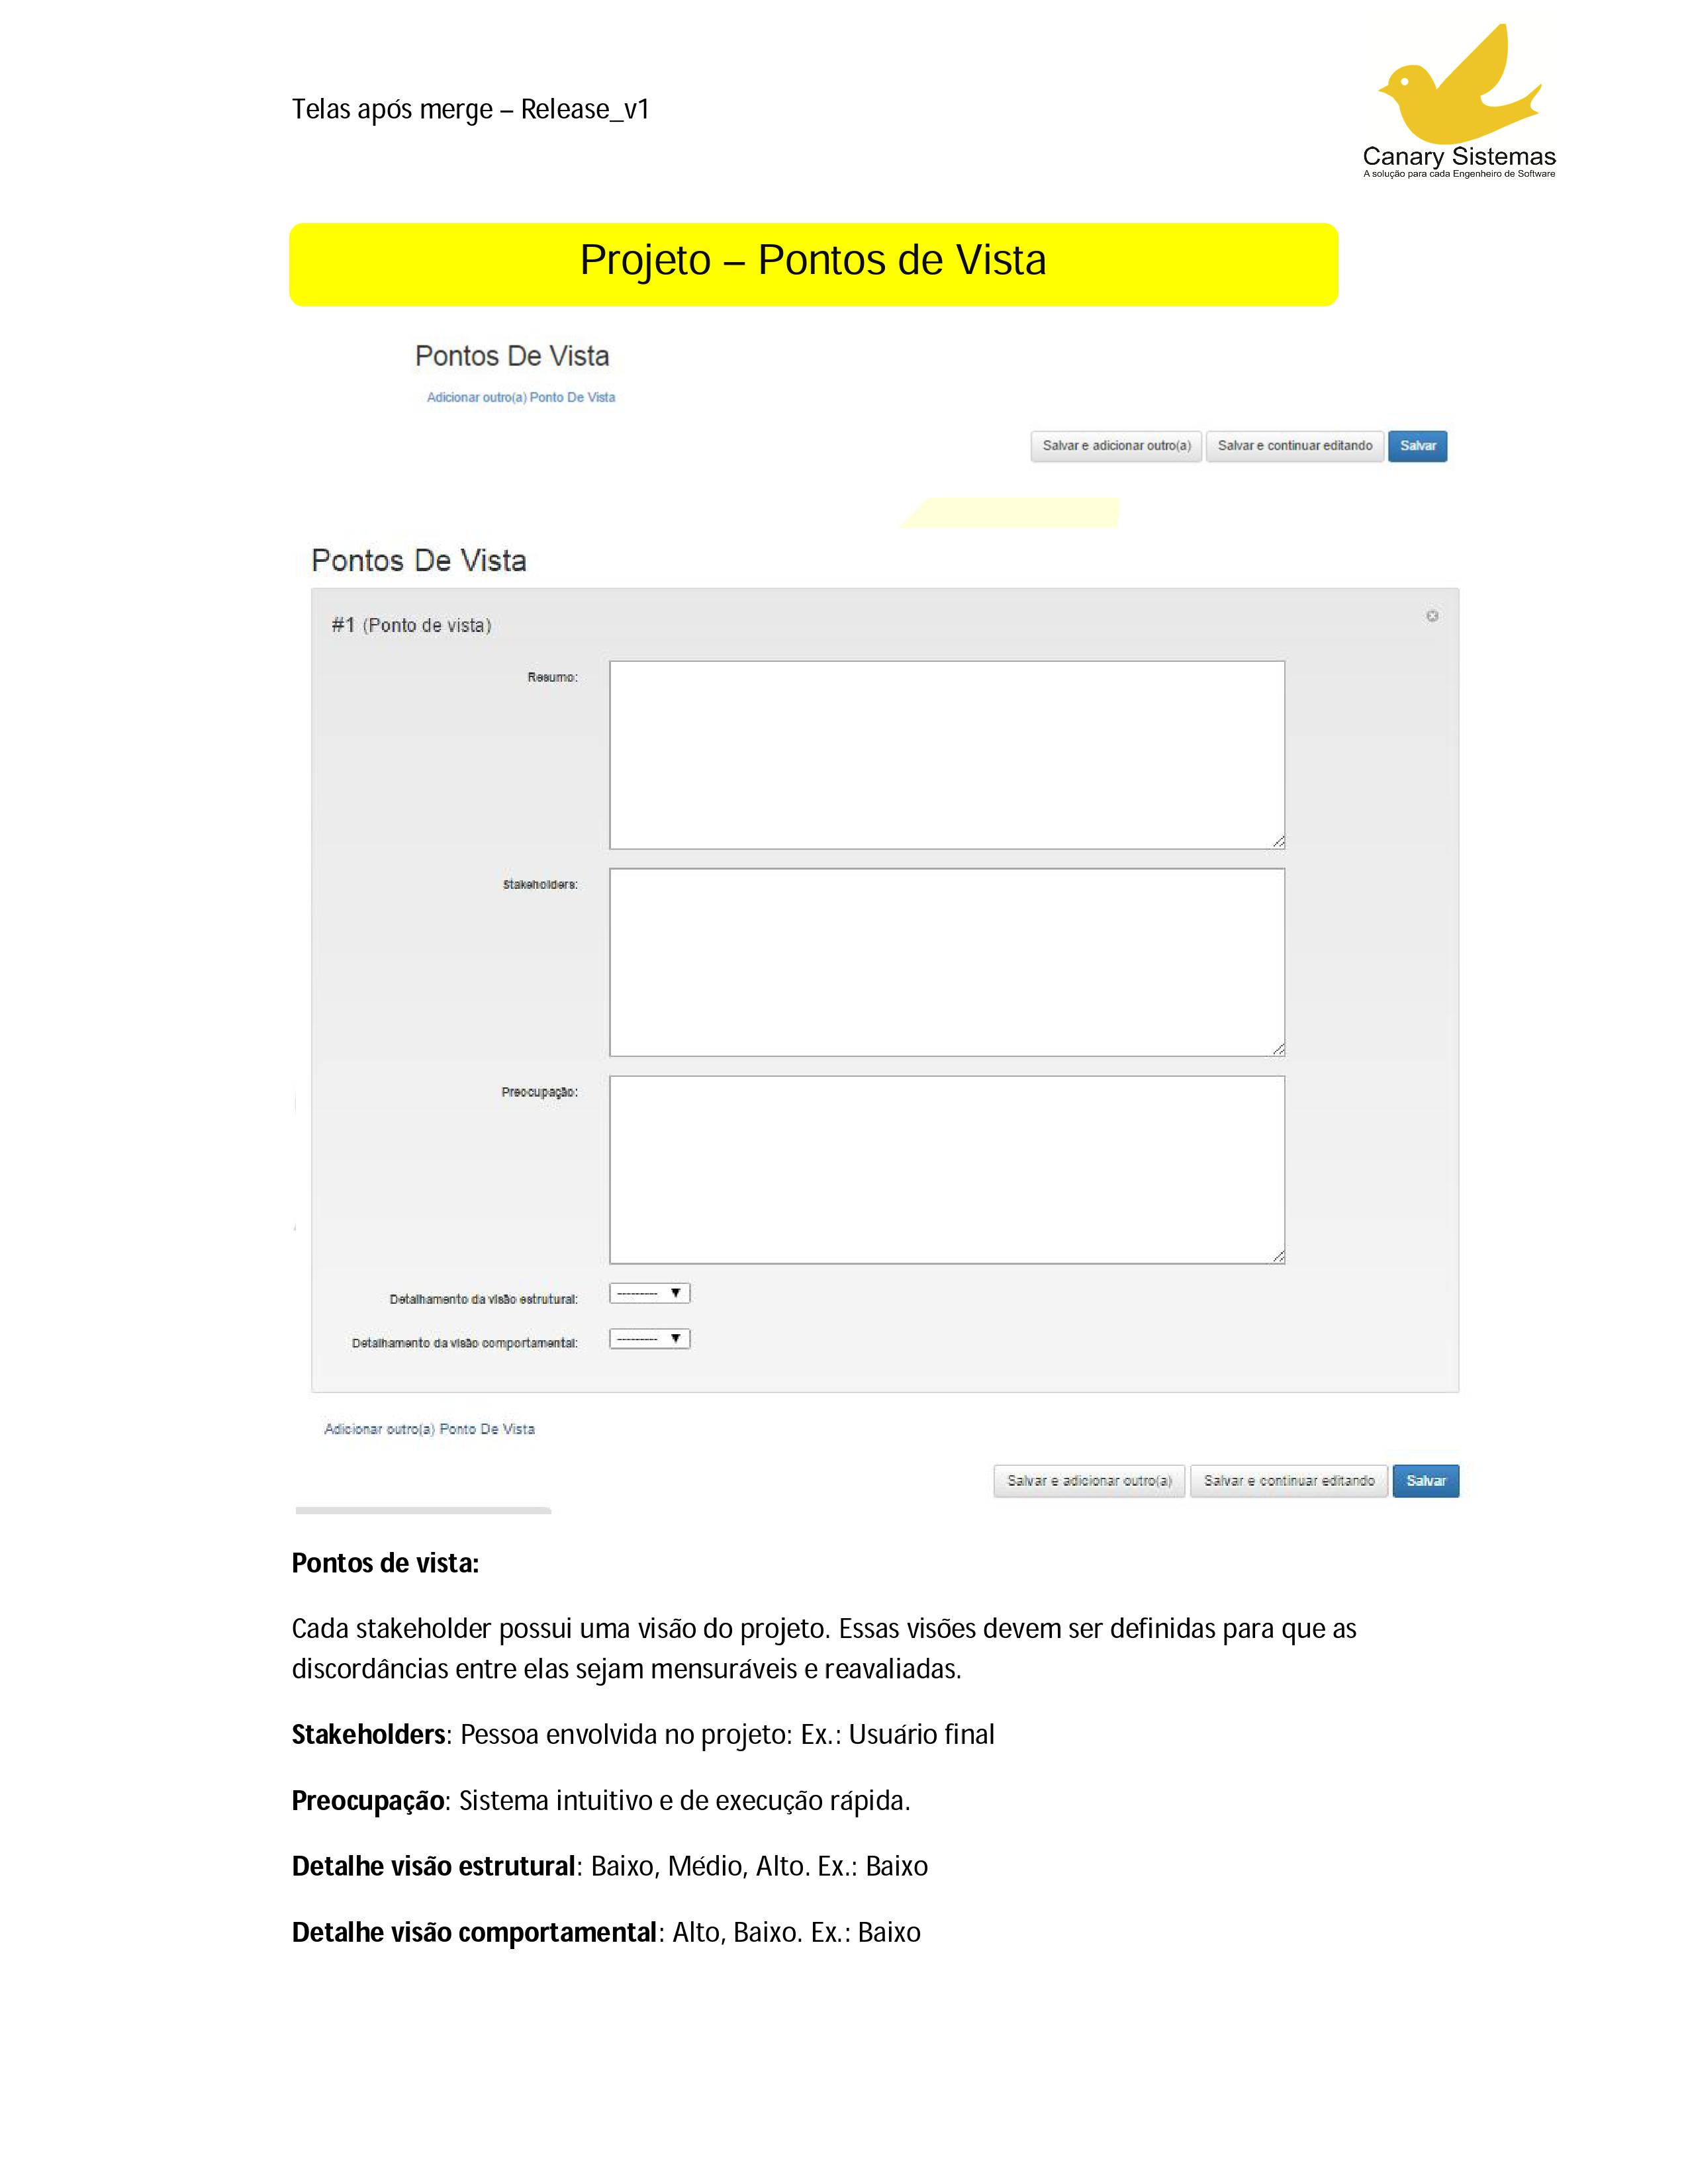 Telas após merge – Release_v1
Canary Sistemas
A solução para cada Engenheiro de Software
Projeto – Pontos de Vista
Pontos De Vista
Adicionar outro(a) Ponto De Vista
Salvar e adicionar outro(a) Salvar e continuar editando Salvar
Pontos De Vista
#1 (Ponto de vista)
Resumo:
Stakeholders:
Preocupação:
Detalhamento da visão estrutural: ---------
Detalhamento da visão comportamental: ---------
Adicionar outro(a) Ponto De Vista
Salvar e adicionar outro(a) Salvar e continuar editando Salvar
Pontos de vista:
Cada stakeholder possui uma visão do projeto. Essas visões devem ser definidas para que as
discordâncias entre elas sejam mensuráveis e reavaliadas.
Stakeholders: Pessoa envolvida no projeto: Ex.: Usuário final
Preocupação: Sistema intuitivo e de execução rápida.
Detalhe visão estrutural: Baixo, Médio, Alto. Ex.: Baixo
Detalhe visão comportamental: Alto, Baixo. Ex.: Baixo